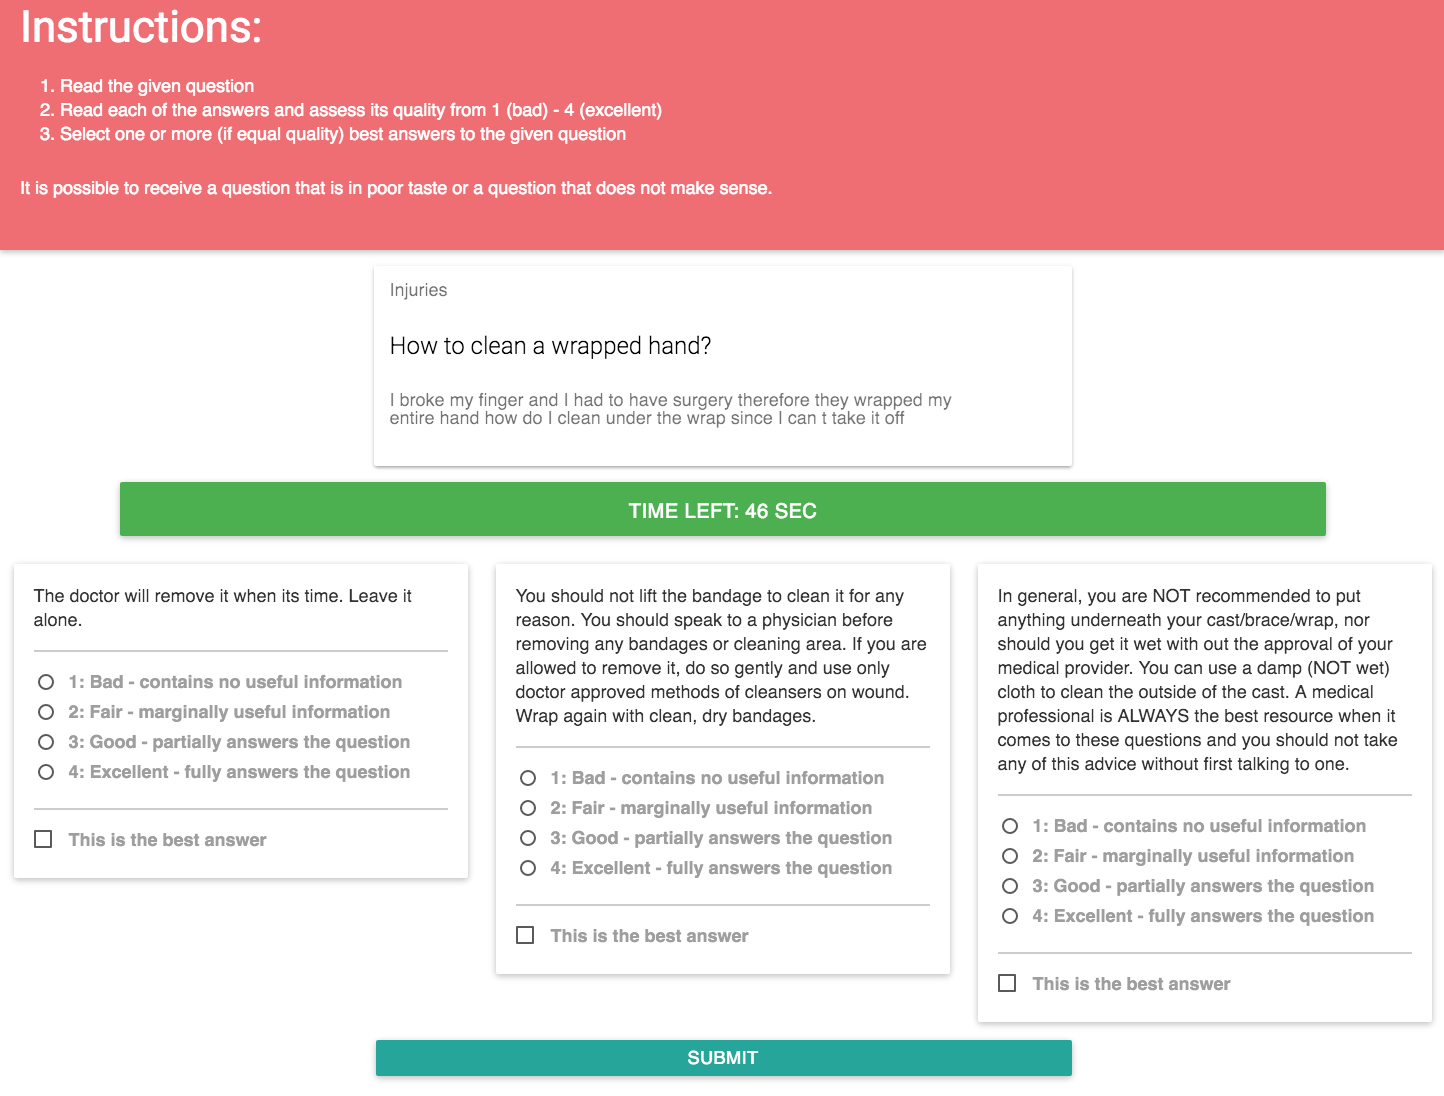 Instructions:
1. Read the given question
2. Read each of the answers and assess its quality from 1 (bad) - 4 (excellent)
3. Select one or more (if equal quality) best answers to the given question
It is possible to receive a question that is in poor taste or a question that does not make sense.
Injuries
How to clean a wrapped hand?
I broke my finger and I had to have surgery therefore they wrapped my
entire hand how do I clean under the wrap since I can t take it off
TIME LEFT: 46 SEC
The doctor will remove it when its time. Leave it
alone.
1: Bad - contains no useful information
2: Fair - marginally useful information
3: Good - partially answers the question
4: Excellent - fully answers the question
This is the best answer
You should not lift the bandage to clean it for any
reason. You should speak to a physician before
removing any bandages or cleaning area. If you are
allowed to remove it, do so gently and use only
doctor approved methods of cleansers on wound.
Wrap again with clean, dry bandages.
1: Bad - contains no useful information
2: Fair - marginally useful information
3: Good - partially answers the question
4: Excellent - fully answers the question
This is the best answer
In general, you are NOT recommended to put
anything underneath your cast/brace/wrap, nor
should you get it wet with out the approval of your
medical provider. You can use a damp (NOT wet)
cloth to clean the outside of the cast. A medical
professional is ALWAYS the best resource when it
comes to these questions and you should not take
any of this advice without first talking to one.
1: Bad - contains no useful information
2: Fair - marginally useful information
3: Good - partially answers the question
4: Excellent - fully answers the question
This is the best answer
SUBMIT